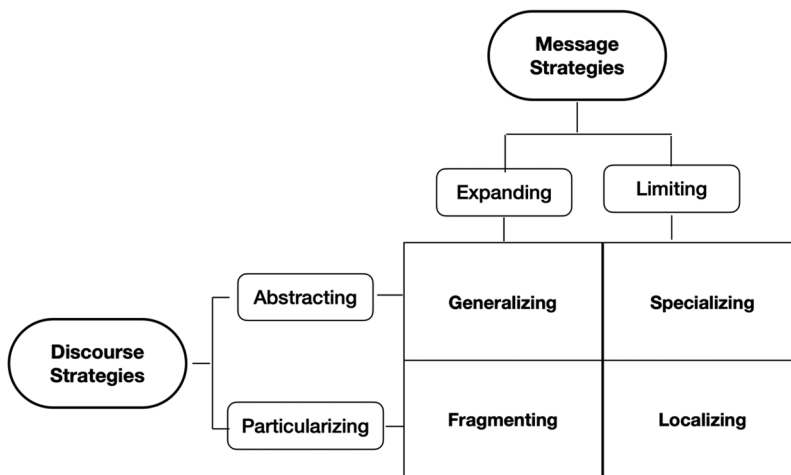 Message
Strategies
Expanding
Limiting
Abstracting
Generalizing
Specializing
Discourse
Strategies
Particularizing
Fragmenting
Localizing